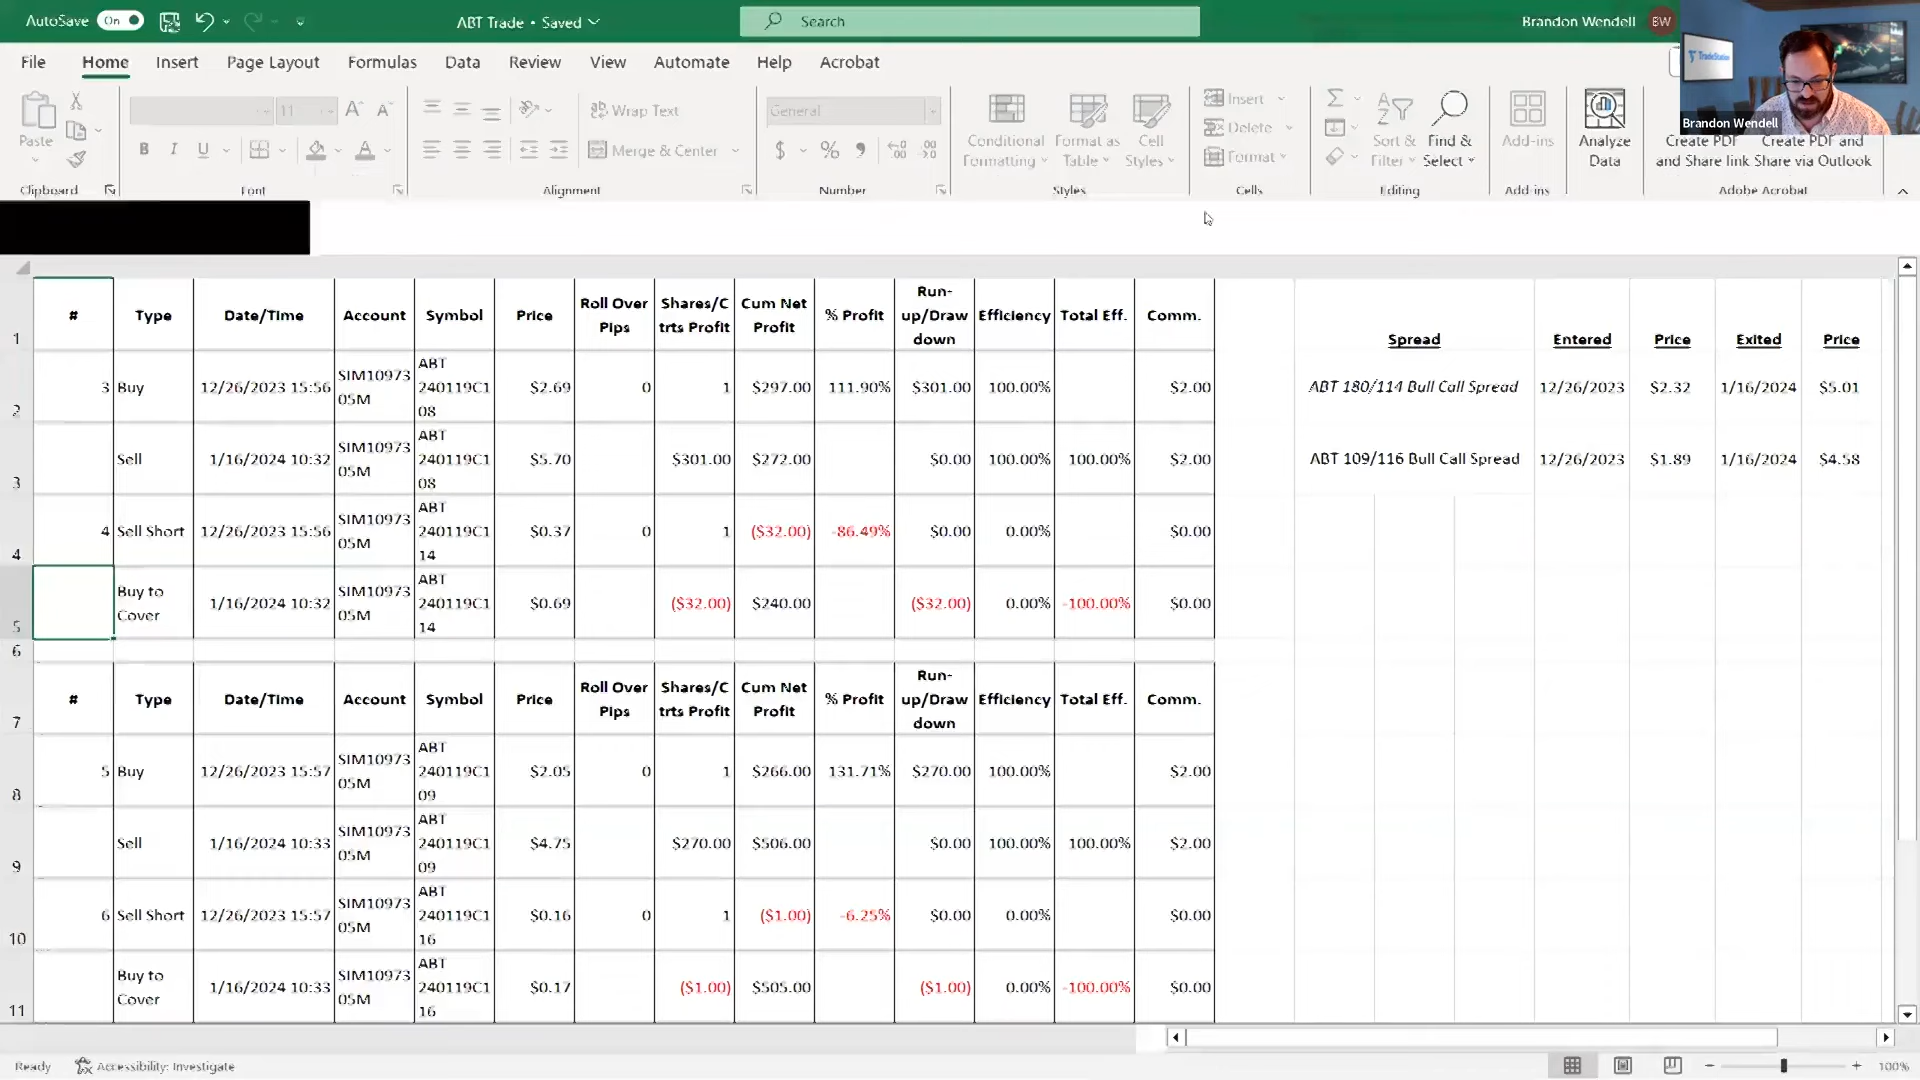 AutoSave On ABT Trade • Saved Search Brandon Wendell BW
File Home Insert Page Layout Formulas Data Review View Automate Help Acrobat
TradeStation
Brandon Wendell
11 Wrap Text General Insert
Conditional Formatting Format as Table Cell Styles Delete Sort & Filter Find & Select Add-ins Analyze Data Create PDF and Share link Create PDF and Share via Outlook
Paste B I U Merge & Center $ % Format
Clipboard Font Alignment Number Styles Cells Editing Add-ins Adobe Acrobat
1 # Type Date/Time Account Symbol Price Roll Over Pips Shares/Ctrts Profit Cum Net Profit % Profit Run-up/Drawdown Efficiency Total Eff. Comm. Spread Entered Price Exited Price
2 3 Buy 12/26/2023 15:56 SIM1097305M ABT 240119C108 $2.69 0 1 $297.00 111.90% $301.00 100.00% $2.00 ABT 180/114 Bull Call Spread 12/26/2023 $2.32 1/16/2024 $5.01
3 Sell 1/16/2024 10:32 SIM1097305M ABT 240119C108 $5.70 $301.00 $272.00 $0.00 100.00% 100.00% $2.00 ABT 109/116 Bull Call Spread 12/26/2023 $1.89 1/16/2024 $4.58
4 4 Sell Short 12/26/2023 15:56 SIM1097305M ABT 240119C114 $0.37 0 1 ($32.00) -86.49% $0.00 0.00% $0.00
5 Buy to Cover 1/16/2024 10:32 SIM1097305M ABT 240119C114 $0.69 ($32.00) $240.00 ($32.00) 0.00% -100.00% $0.00
6
7 # Type Date/Time Account Symbol Price Roll Over Pips Shares/Ctrts Profit Cum Net Profit % Profit Run-up/Drawdown Efficiency Total Eff. Comm.
8 5 Buy 12/26/2023 15:57 SIM1097305M ABT 240119C109 $2.05 0 1 $266.00 131.71% $270.00 100.00% $2.00
9 Sell 1/16/2024 10:33 SIM1097305M ABT 240119C109 $4.75 $270.00 $506.00 $0.00 100.00% 100.00% $2.00
10 6 Sell Short 12/26/2023 15:57 SIM1097305M ABT 240119C116 $0.16 0 1 ($1.00) -6.25% $0.00 0.00% $0.00
11 Buy to Cover 1/16/2024 10:33 SIM1097305M ABT 240119C116 $0.17 ($1.00) $505.00 ($1.00) 0.00% -100.00% $0.00
Ready Accessibility: Investigate 100%